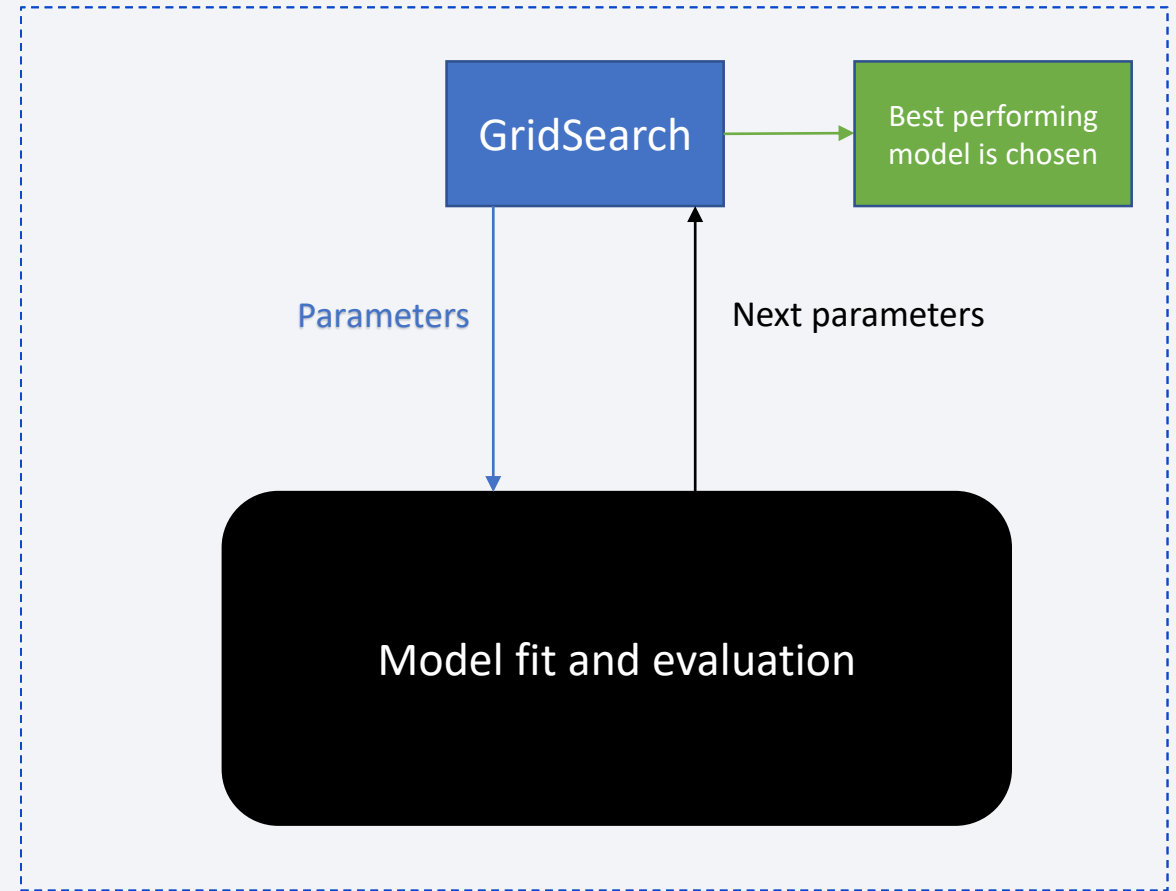 GridSearch
Best performing
model is chosen
Parameters
Next parameters
Model fit and evaluation